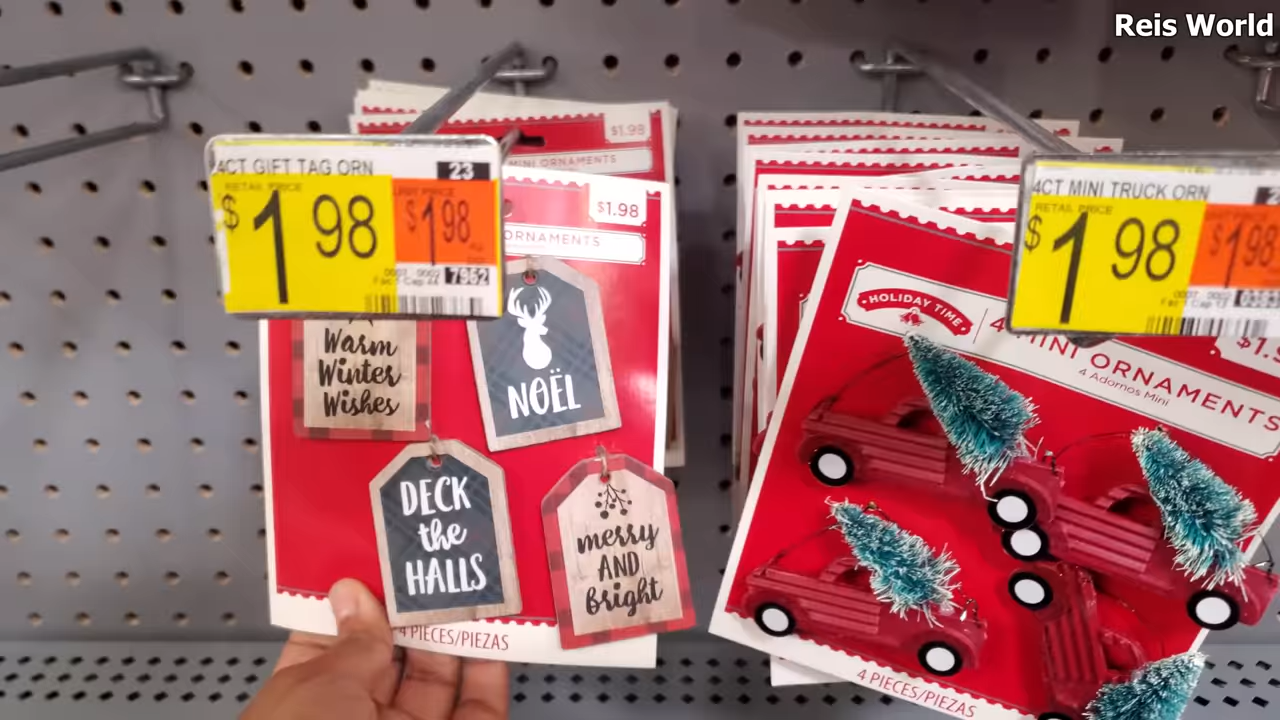 Reis World
$1.98
MINI ORNAMENTS
4CT GIFT TAG ORN
23
RETAIL PRICE
$1 98
$1 98
7962
$1.98
ORNAMENTS
Warm
Winter
Wishes
NOËL
DECK
the
HALLS
merry
AND
bright
4 PIECES/PIEZAS
4CT MINI TRUCK ORN
RETAIL PRICE
$1 98
$1 98
HOLIDAY TIME
4 MINI ORNAMENTS
4 Adornos Mini
4 PIECES/PIEZAS